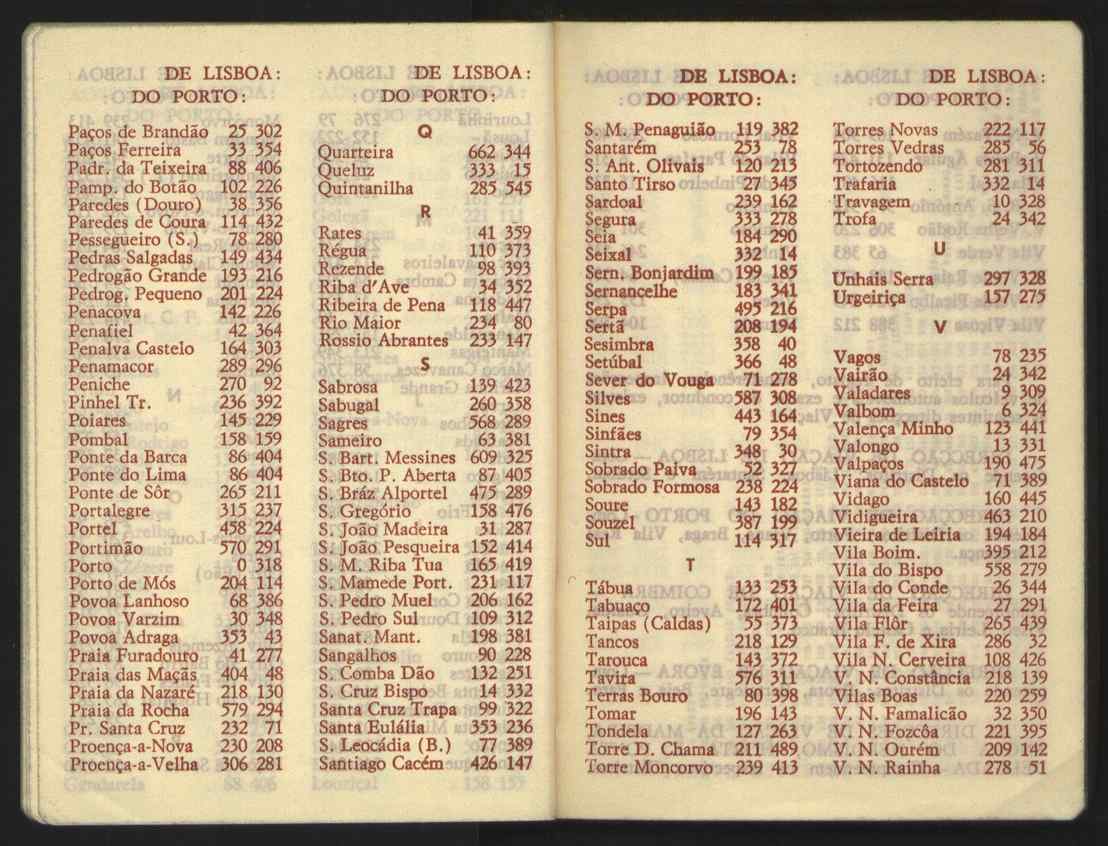 DE LISBOA:
DO PORTO:
Paços de Brandão 25 302
Paços Ferreira 33 354
Padr. da Teixeira 88 406
Pamp. do Botão 102 226
Paredes (Douro) 38 356
Paredes de Coura 114 432
Pessegueiro (S.) 78 280
Pedras Salgadas 149 434
Pedrogão Grande 193 216
Pedrog. Pequeno 201 224
Penacova 142 226
Penafiel 42 364
Penalva Castelo 164 303
Penamacor 289 296
Peniche 270 92
Pinhel Tr. 236 392
Poiares 145 229
Pombal 158 159
Ponte da Barca 86 404
Ponte do Lima 86 404
Ponte de Sôr 265 211
Portalegre 315 237
Portel 458 224
Portimão 570 291
Porto 0 318
Porto de Mós 204 114
Povoa Lanhoso 68 386
Povoa Varzim 30 348
Povoa Adraga 353 43
Praia Furadouro 41 277
Praia das Maçãs 404 48
Praia da Nazaré 218 130
Praia da Rocha 579 294
Pr. Santa Cruz 232 71
Proença-a-Nova 230 208
Proença-a-Velha 306 281
DE LISBOA:
DO PORTO:
Q
Quarteira 662 344
Queluz 333 15
Quintanilha 285 545
R
Rates 41 359
Régua 110 373
Rezende 98 393
Riba d'Ave 34 352
Ribeira de Pena 118 447
Rio Maior 234 80
Rossio Abrantes 233 147
S
Sabrosa 139 423
Sabugal 260 358
Sagres 568 289
Sameiro 63 381
S. Bart. Messines 609 325
S. Bto. P. Aberta 87 405
S. Bráz Alportel 475 289
S. Gregório 158 476
S. João Madeira 31 287
S. João Pesqueira 152 414
S. M. Riba Tua 165 419
S. Mamede Port. 231 117
S. Pedro Muel 206 162
S. Pedro Sul 109 312
Sanat. Mant. 198 381
Sangalhos 90 228
S. Comba Dão 132 251
S. Cruz Bispo 14 332
Santa Cruz Trapa 99 322
Santa Eulália 353 236
S. Leocádia (B.) 77 389
Santiago Cacém 426 147
DE LISBOA:
DO PORTO:
S. M. Penaguião 119 382
Santarém 253 78
S. Ant. Olivais 120 213
Santo Tirso 27 345
Sardoal 239 162
Segura 333 278
Seia 184 290
Seixal 332 14
Sern. Bonjardim 199 185
Sernancelhe 183 341
Serpa 495 216
Sertã 208 194
Sesimbra 358 40
Setúbal 366 48
Sever do Vouga 71 278
Silves 587 308
Sines 443 164
Sinfães 79 354
Sintra 348 30
Sobrado Paiva 52 327
Sobrado Formosa 238 224
Soure 143 182
Souzel 387 199
Sul 114 317
T
Tábua 133 253
Tabuaço 172 401
Taipas (Caldas) 55 373
Tancos 218 129
Tarouca 143 372
Tavira 576 311
Terras Bouro 80 398
Tomar 196 143
Tondela 127 263
Torre D. Chama 211 489
Torre Moncorvo 239 413
DE LISBOA:
DO PORTO:
Torres Novas 222 117
Torres Vedras 285 56
Tortozendo 281 311
Trafaria 332 14
Travagem 10 328
Trofa 24 342
U
Unhais Serra 297 328
Urgeiriça 157 275
V
Vagos 78 235
Vairão 24 342
Valadares 9 309
Valbom 6 324
Valença Minho 123 441
Valongo 13 331
Valpaços 190 475
Viana do Castelo 71 389
Vidago 160 445
Vidigueira 463 210
Vieira de Leiria 194 184
Vila Boim. 395 212
Vila do Bispo 558 279
Vila do Conde 26 344
Vila da Feira 27 291
Vila Flôr 265 439
Vila F. de Xira 286 32
Vila N. Cerveira 108 426
V. N. Constância 218 139
Vilas Boas 220 259
V. N. Famalicão 32 350
V. N. Fozcôa 221 395
V. N. Ourém 209 142
V. N. Rainha 278 51